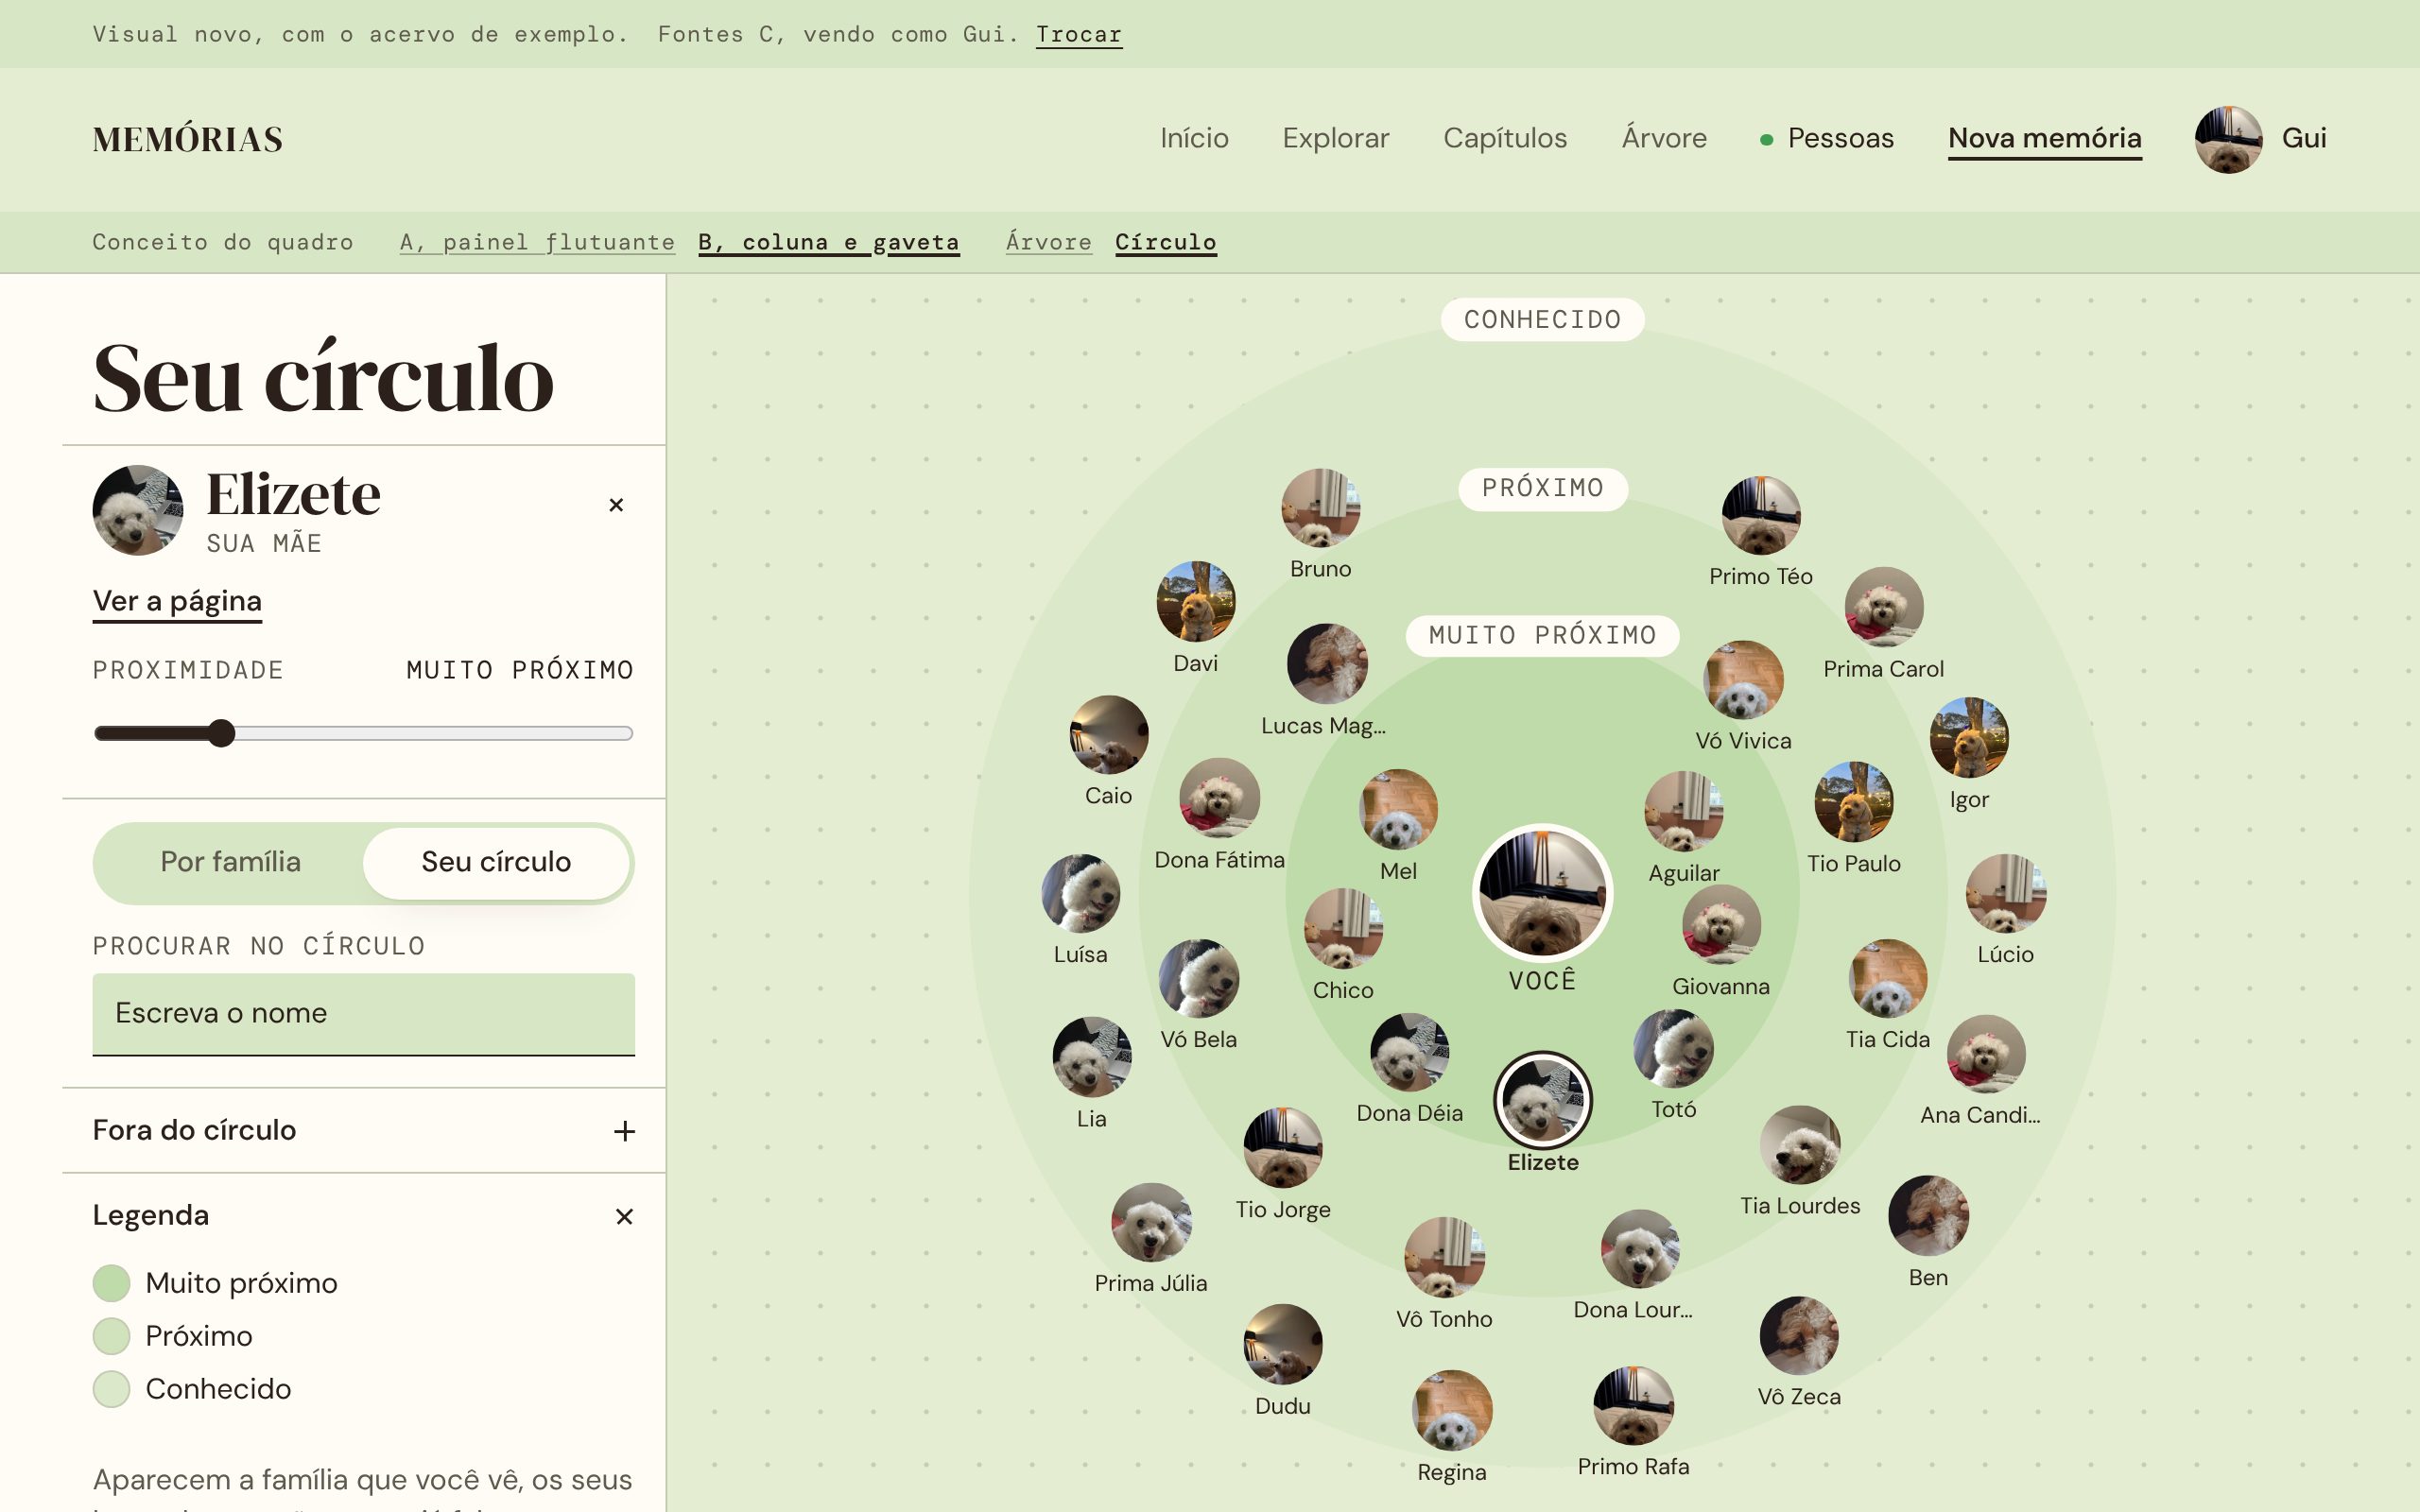 Visual novo, com o acervo de exemplo. Fontes C, vendo como Gui. Trocar
MEMÓRIAS
Início Explorar Capítulos Árvore Pessoas Nova memória Gui
Conceito do quadro A, painel flutuante B, coluna e gaveta Árvore Círculo
Seu círculo
Elizete
SUA MÃE
Ver a página
PROXIMIDADE MUITO PRÓXIMO
Por família Seu círculo
PROCURAR NO CÍRCULO
Escreva o nome
Fora do círculo
Legenda
Muito próximo
Próximo
Conhecido
Aparecem a família que você vê, os seus
CONHECIDO
PRÓXIMO
Bruno
Primo Téo
MUITO PRÓXIMO
Davi
Prima Carol
Lucas Mag...
Vó Vivica
Caio
Igor
Dona Fátima
Mel
Aguilar
Tio Paulo
Luísa
Lúcio
VOCÊ
Chico
Giovanna
Vó Bela
Tia Cida
Lia
Dona Déia
Totó
Ana Candi...
Elizete
Tio Jorge
Tia Lourdes
Prima Júlia
Ben
Vô Tonho
Dona Lour...
Dudu
Vô Zeca
Regina
Primo Rafa